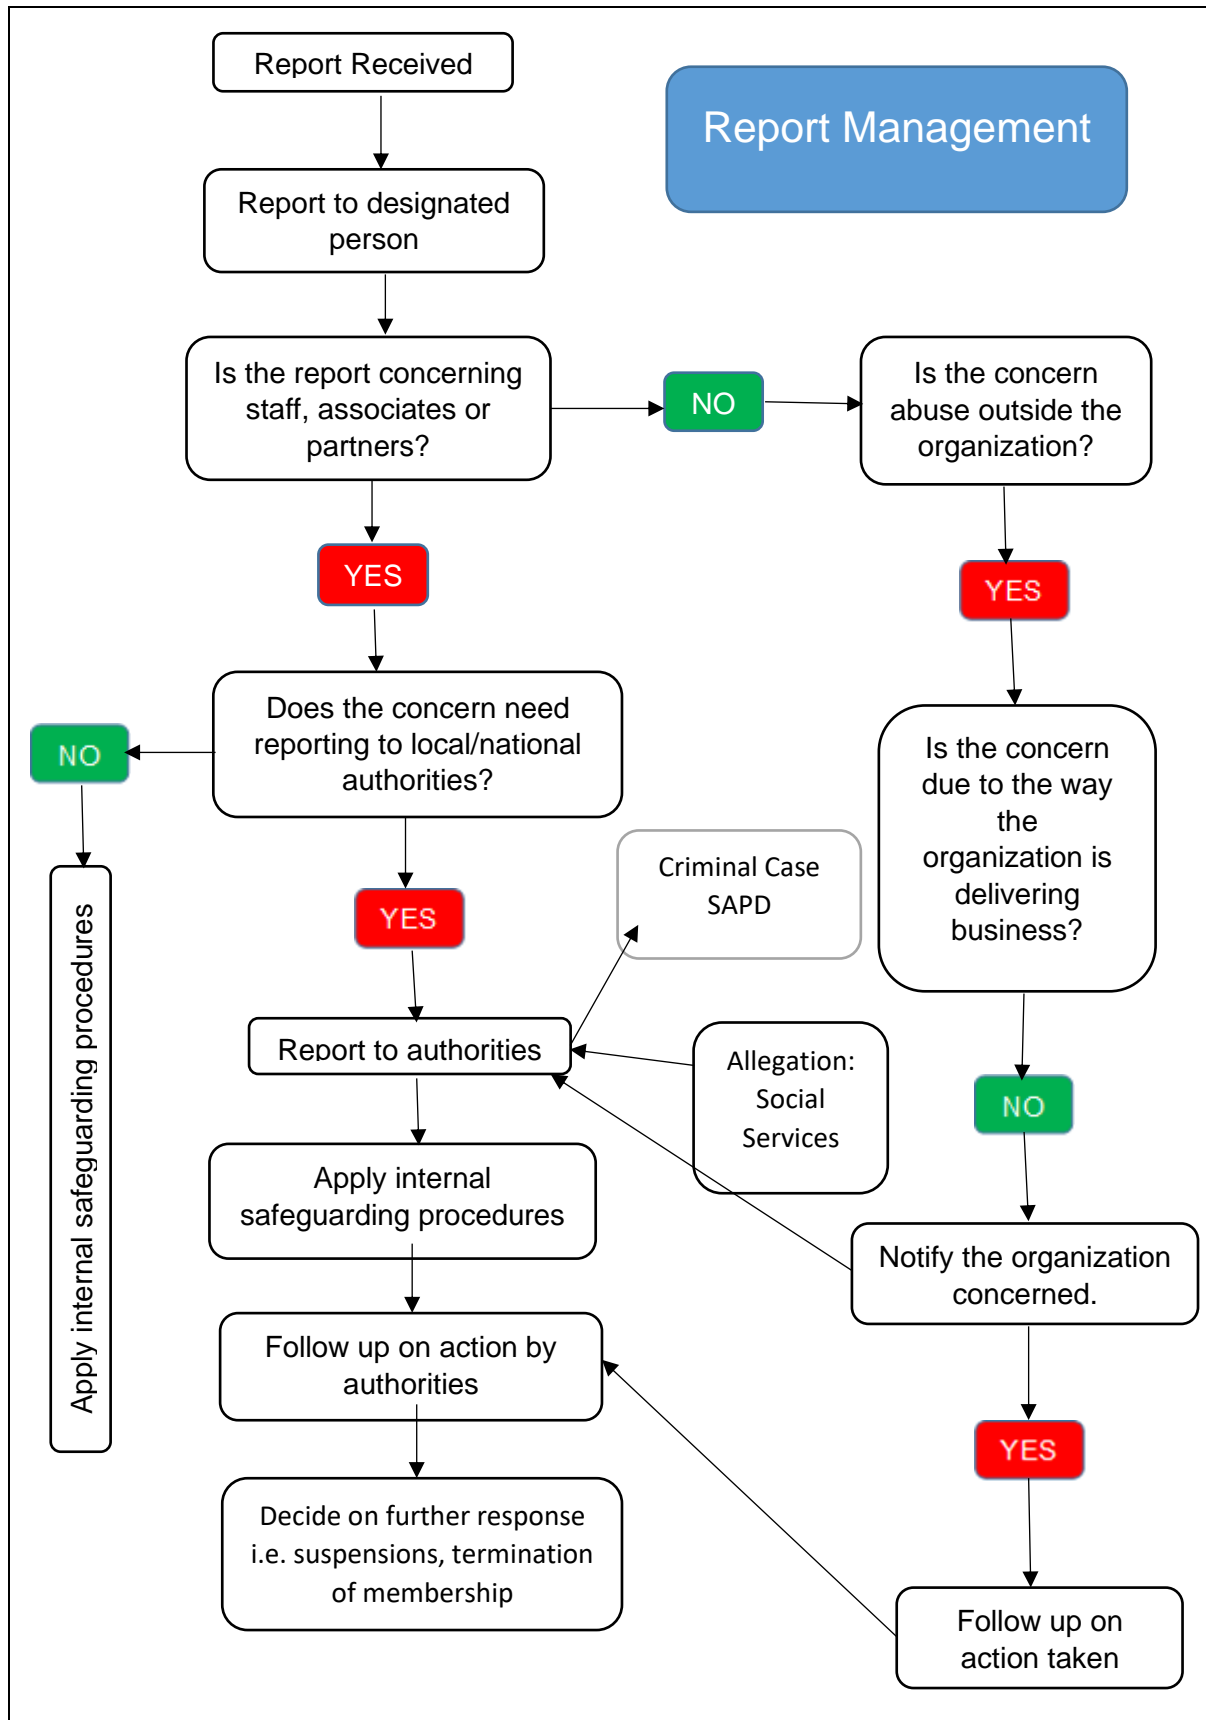 Report Received
Report Management
Report to designated
person
Is the report concerning
staff, associates or
partners?
NO
Is the concern
abuse outside the
organization?
YES
YES
Does the concern need
reporting to local/national
authorities?
NO
Is the concern
due to the way
the
organization is
delivering
business?
Criminal Case
SAPD
YES
Apply internal safeguarding procedures
Report to authorities
Allegation:
Social
Services
NO
Apply internal
safeguarding procedures
Notify the organization
concerned.
Follow up on action by
authorities
YES
Decide on further response
i.e. suspensions, termination
of membership
Follow up on
action taken